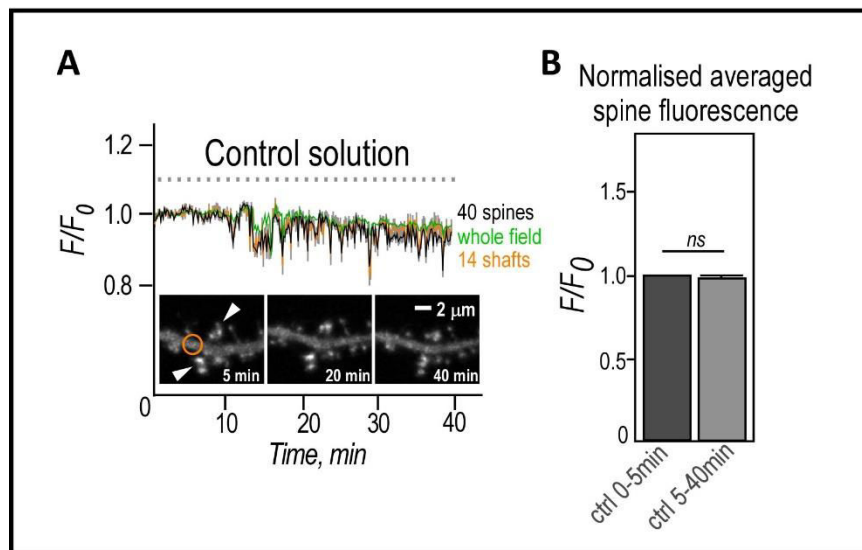 A
1.2
Control solution
F/F0
1.0
40 spines
whole field
14 shafts
0.8
2 μm
5 min
20 min
40 min
0
10
20
30
40
Time, min
B
Normalised averaged
spine fluorescence
F/F0
1.5
ns
1.0
0.5
0
ctrl 0-5min
ctrl 5-40min